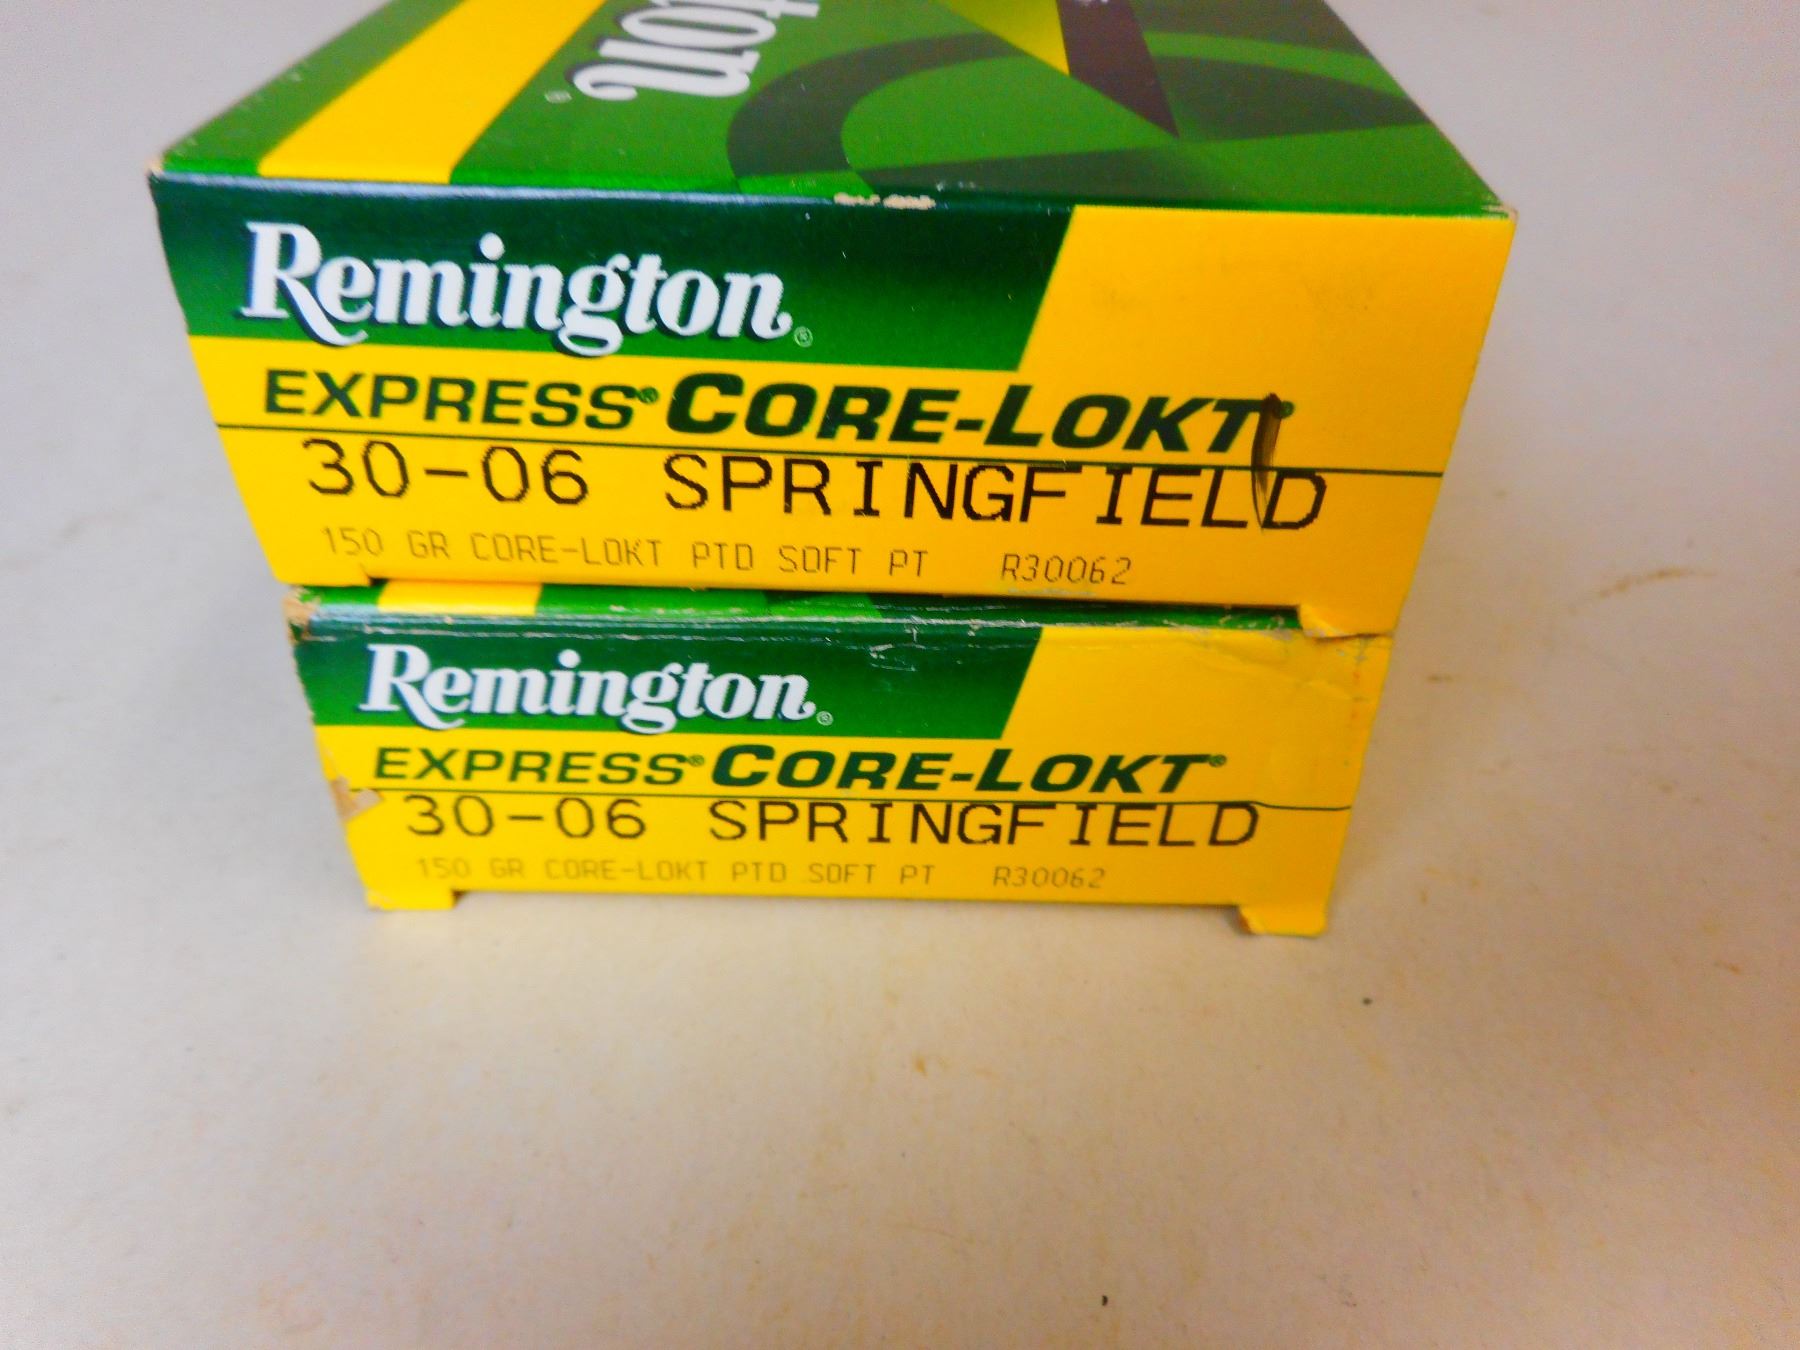 ton
Remington®
EXPRESS® CORE-LOKT®
30-06 SPRINGFIELD
150 GR CORE-LOKT PTD SOFT PT R30062
Remington®
EXPRESS® CORE-LOKT®
30-06 SPRINGFIELD
150 GR CORE-LOKT PTD SOFT PT R30062